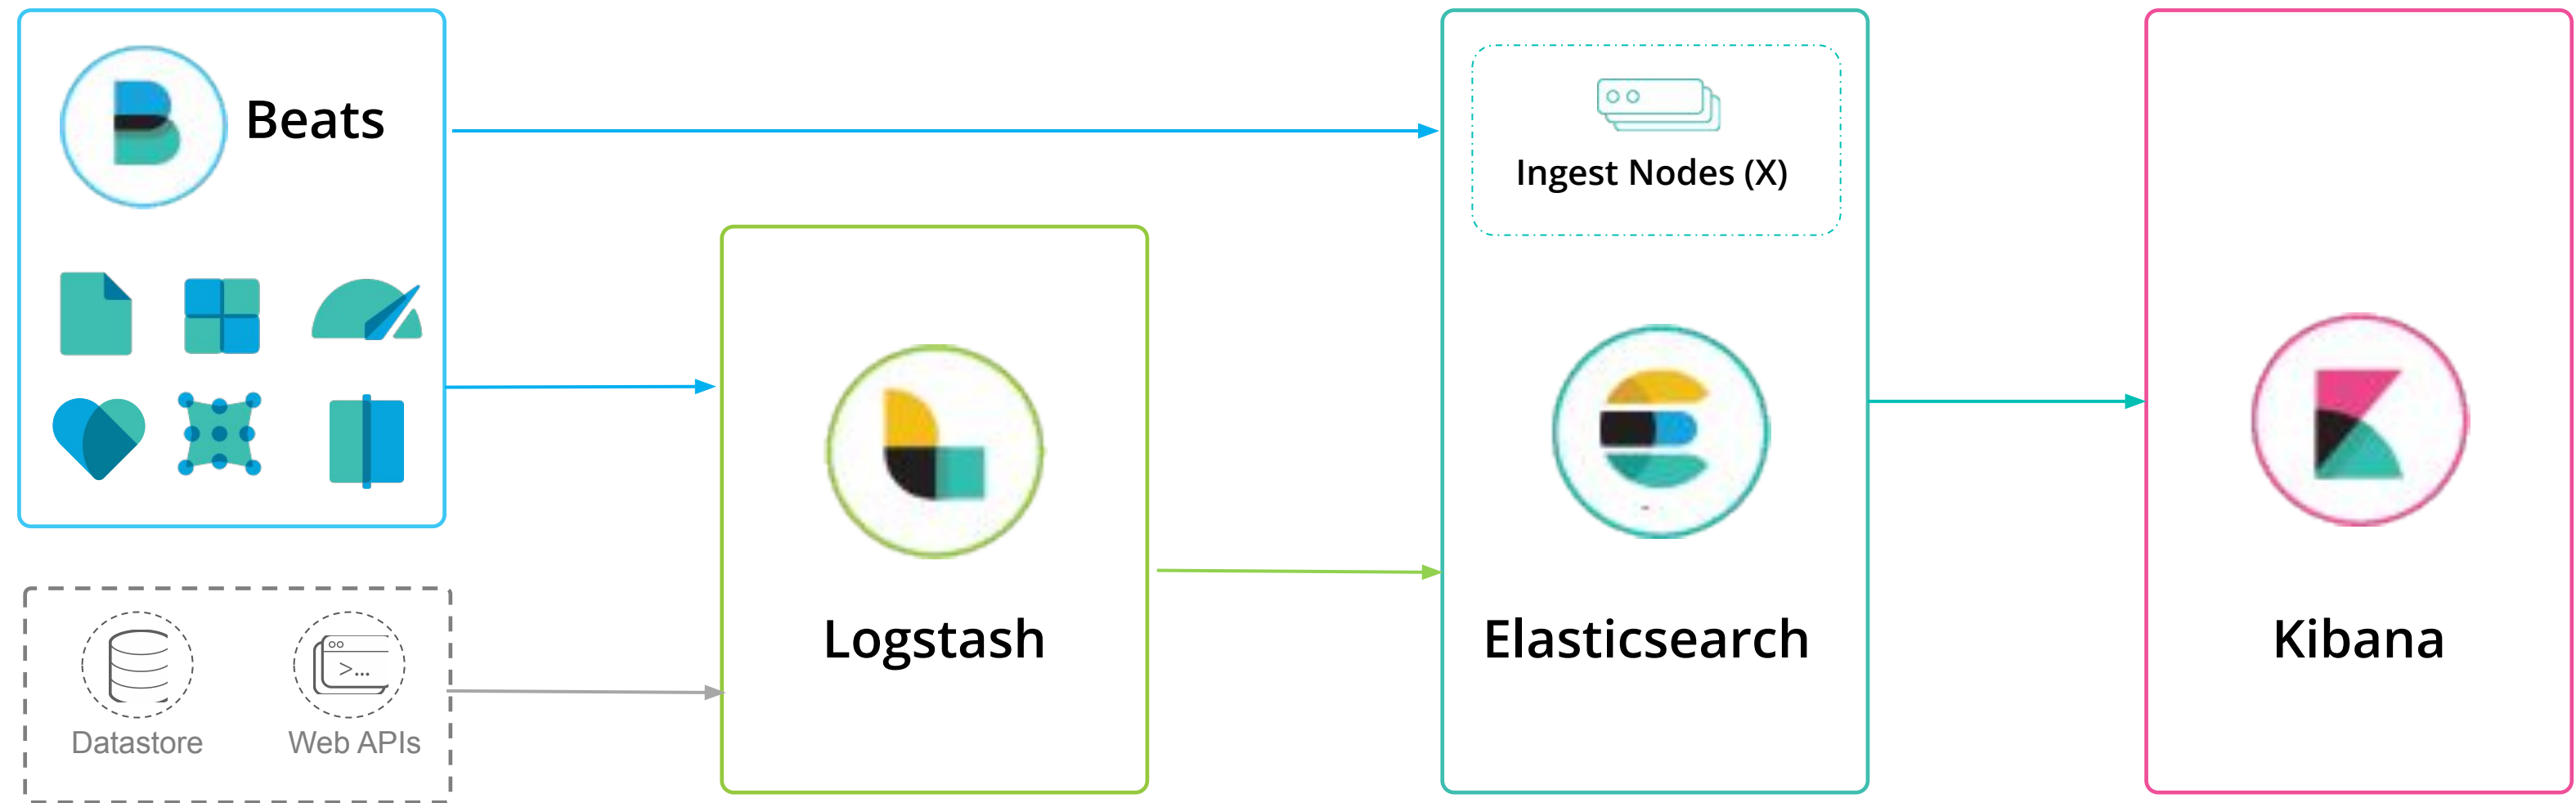 Beats
Ingest Nodes (X)
>...
Logstash
Elasticsearch
Kibana
Datastore
Web APIs